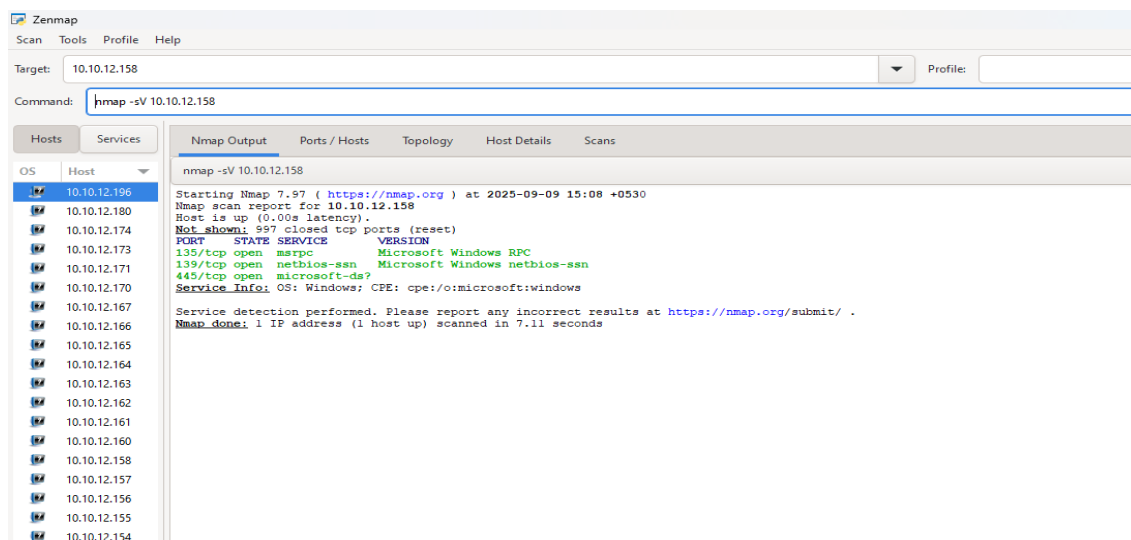 Zenmap
Scan Tools Profile Help
Target: 10.10.12.158 Profile:
Command: nmap -sV 10.10.12.158
Hosts Services
Nmap Output Ports / Hosts Topology Host Details Scans
OS Host
nmap -sV 10.10.12.158
10.10.12.196
10.10.12.180
10.10.12.174
10.10.12.173
10.10.12.171
10.10.12.170
10.10.12.167
10.10.12.166
10.10.12.165
10.10.12.164
10.10.12.163
10.10.12.162
10.10.12.161
10.10.12.160
10.10.12.158
10.10.12.157
10.10.12.156
10.10.12.155
10.10.12.154
Starting Nmap 7.97 ( https://nmap.org ) at 2025-09-09 15:08 +0530
Nmap scan report for 10.10.12.158
Host is up (0.00s latency).
Not shown: 997 closed tcp ports (reset)
PORT STATE SERVICE VERSION
135/tcp open msrpc Microsoft Windows RPC
139/tcp open netbios-ssn Microsoft Windows netbios-ssn
445/tcp open microsoft-ds?
Service Info: OS: Windows; CPE: cpe:/o:microsoft:windows
Service detection performed. Please report any incorrect results at https://nmap.org/submit/ .
Nmap done: 1 IP address (1 host up) scanned in 7.11 seconds